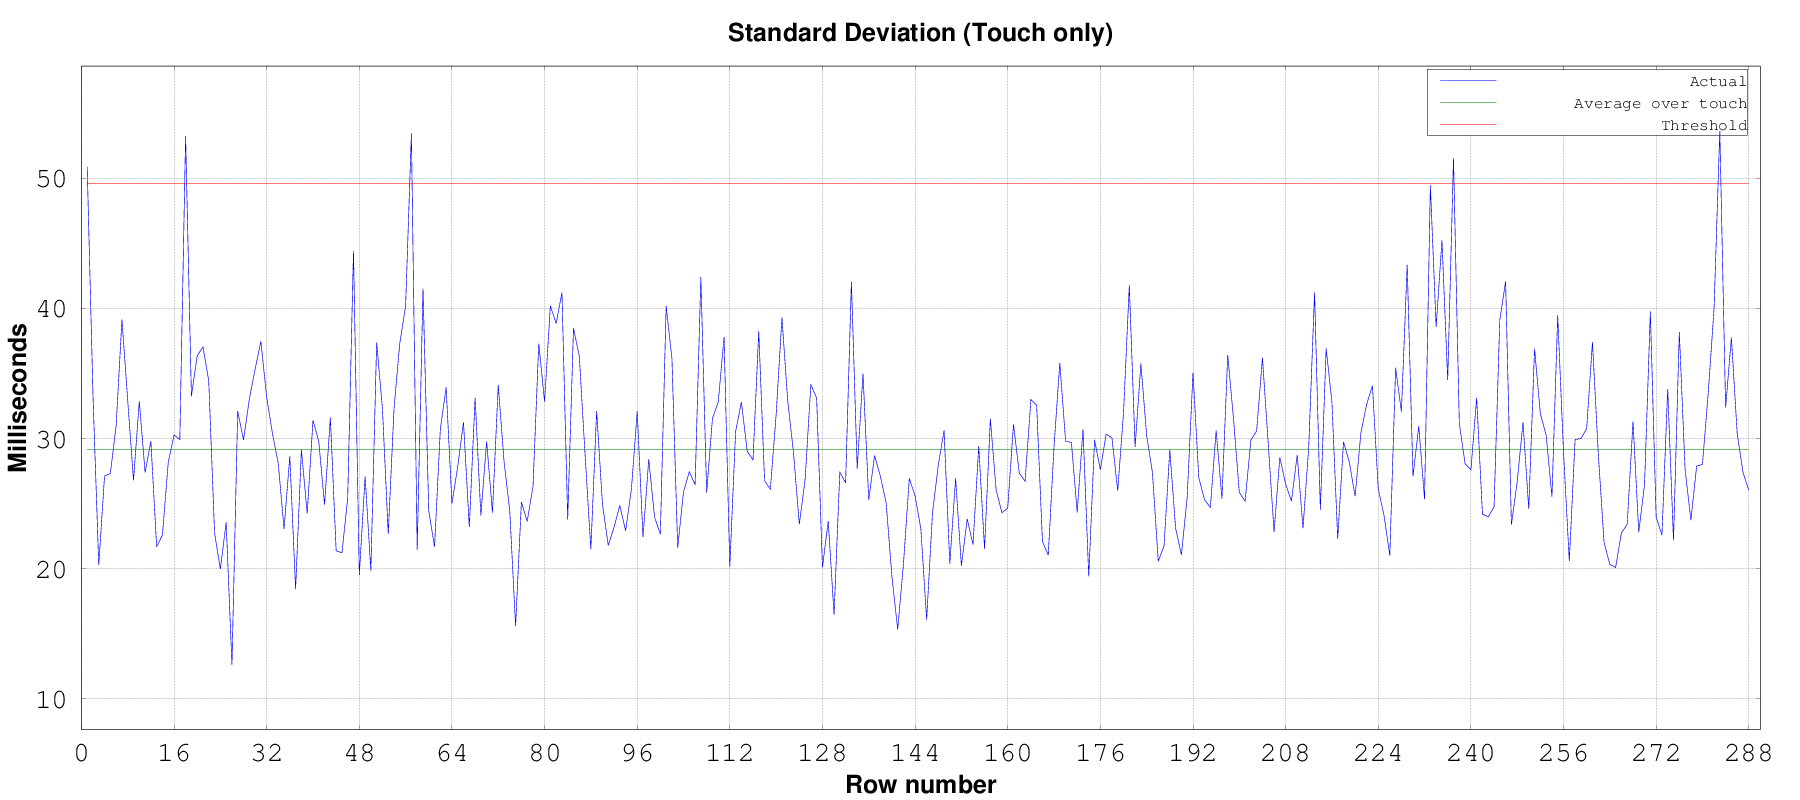 Standard Deviation (Touch only)
Actual
Average over touch
Threshold
50
40
30
20
10
Milliseconds
0 16 32 48 64 80 96 112 128 144 160 176 192 208 224 240 256 272 288
Row number